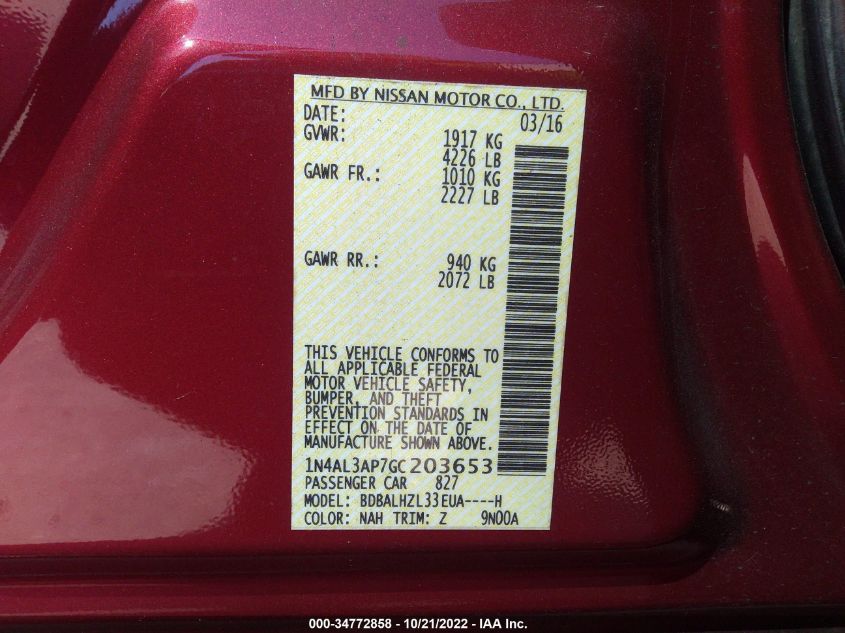 MFD BY NISSAN MOTOR CO., LTD.
DATE: 03/16
GVWR: 1917 KG
4226 LB
GAWR FR.: 1010 KG
2227 LB
GAWR RR.: 940 KG
2072 LB
THIS VEHICLE CONFORMS TO
ALL APPLICABLE FEDERAL
MOTOR VEHICLE SAFETY,
BUMPER, AND THEFT
PREVENTION STANDARDS IN
EFFECT ON THE DATE OF
MANUFACTURE SHOWN ABOVE.
1N4AL3AP7GC203653
PASSENGER CAR 827
MODEL: BDBALHZL33EUA----H
COLOR: NAH TRIM: Z 9N00A
000-34772858 - 10/21/2022 - IAA Inc.